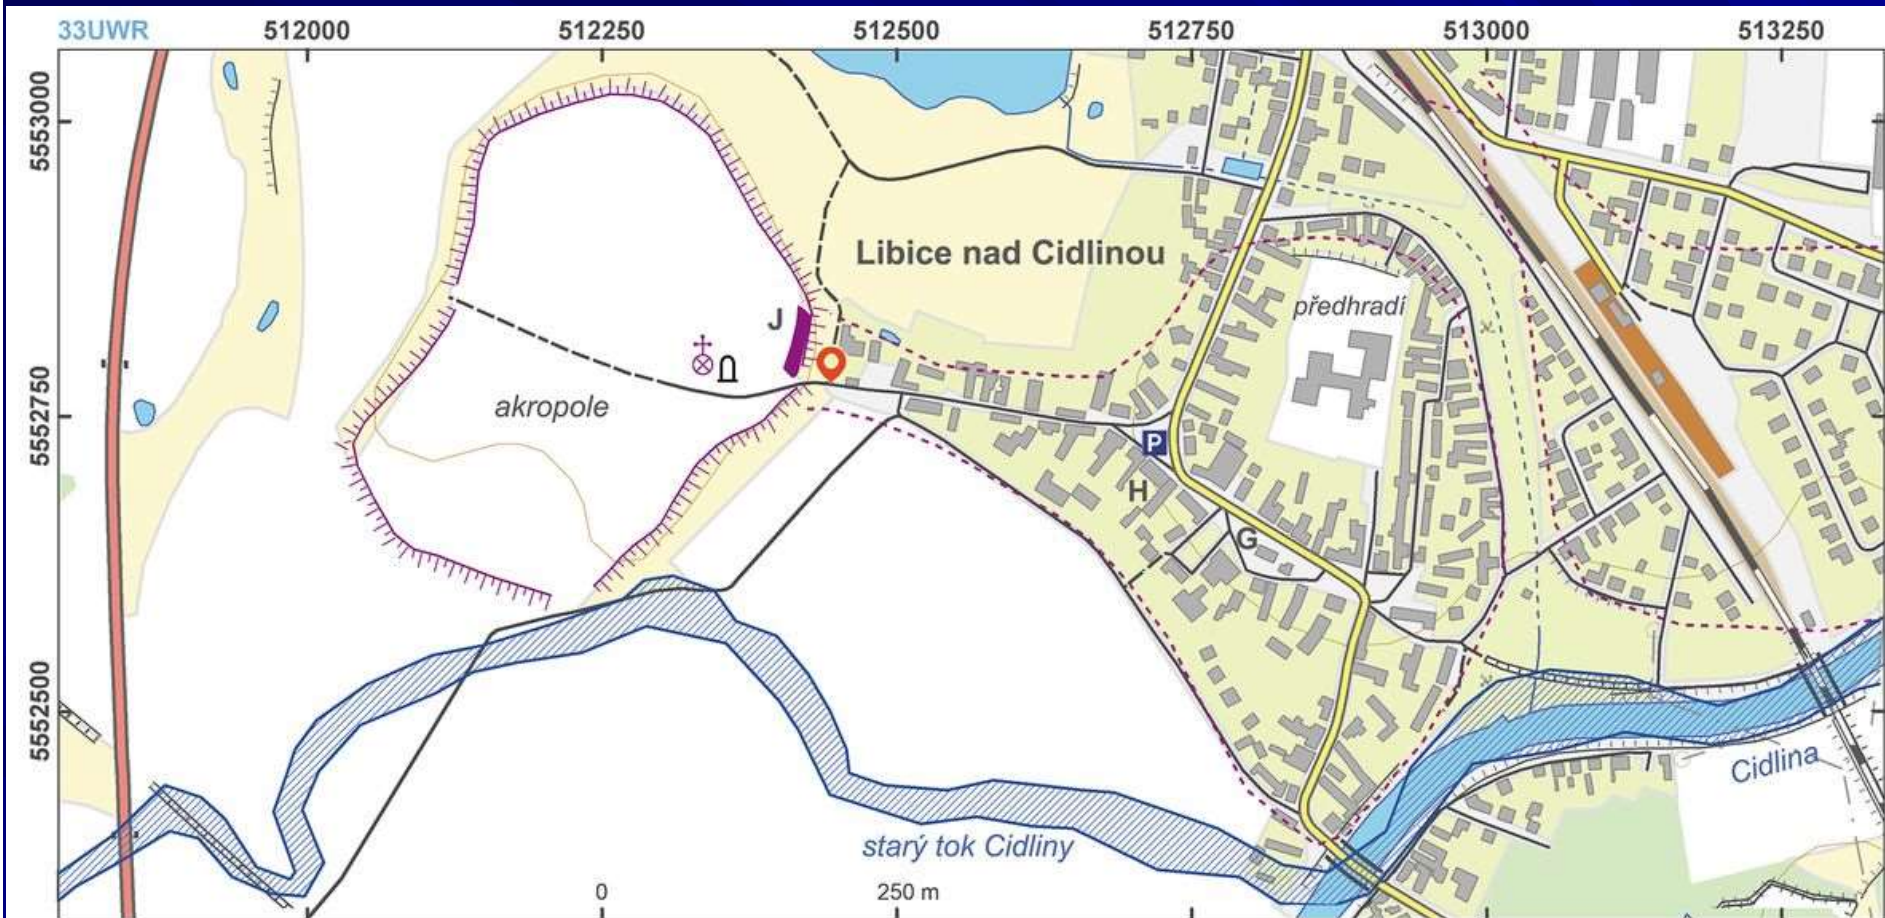 33UWR
512000
512250
512500
512750
513000
513250
5553000
5552750
5552500
Libice nad Cidlinou
předhradí
J
akropole
P
H
G
Cidlina
starý tok Cidliny
0
250 m